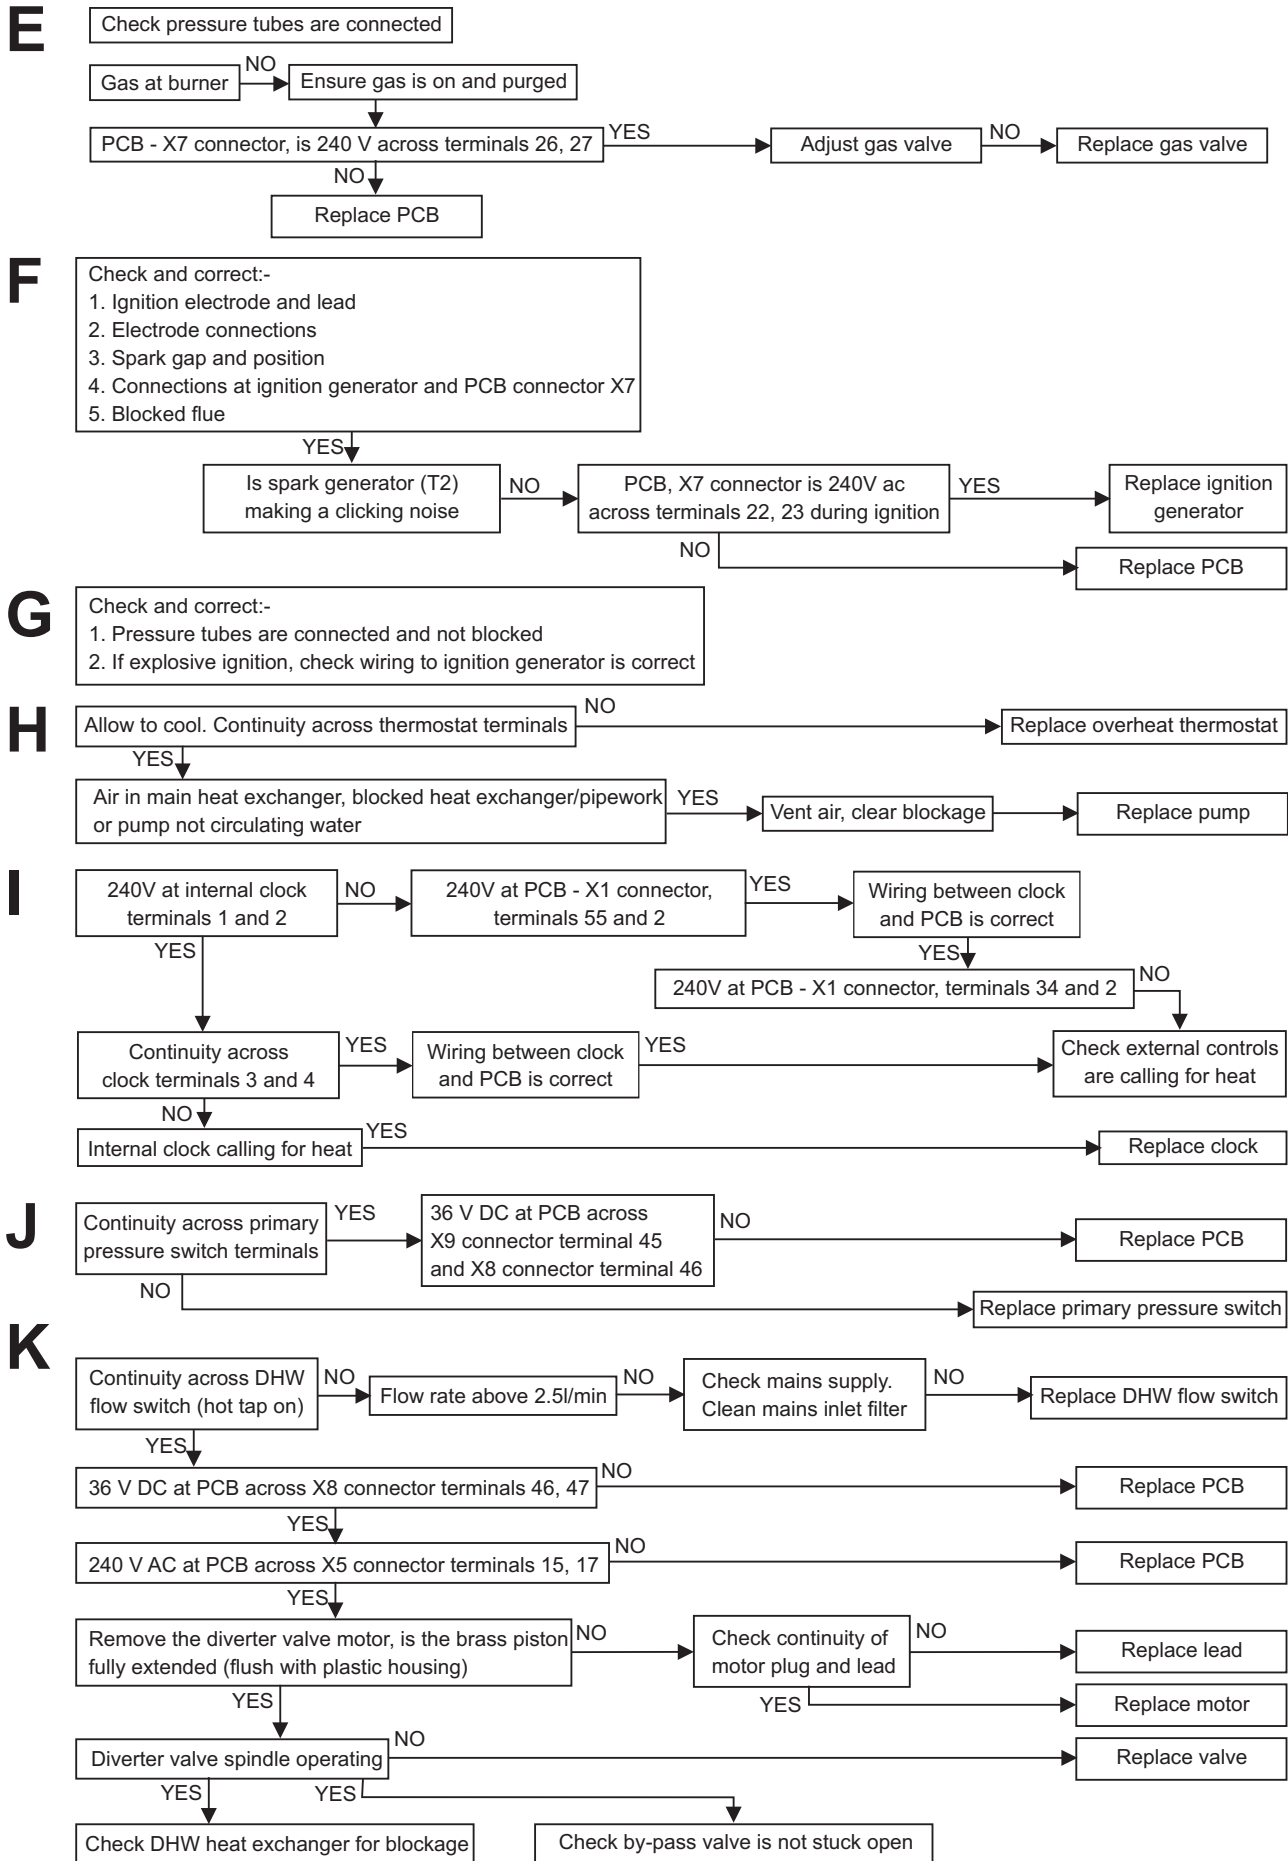 E
Check pressure tubes are connected
Gas at burner
NO
Ensure gas is on and purged
PCB - X7 connector, is 240 V across terminals 26, 27
YES
Adjust gas valve
NO
Replace gas valve
NO
Replace PCB
F
Check and correct:-
1. Ignition electrode and lead
2. Electrode connections
3. Spark gap and position
4. Connections at ignition generator and PCB connector X7
5. Blocked flue
YES
Is spark generator (T2)
making a clicking noise
NO
PCB, X7 connector is 240V ac
across terminals 22, 23 during ignition
YES
Replace ignition
generator
NO
Replace PCB
G
Check and correct:-
1. Pressure tubes are connected and not blocked
2. If explosive ignition, check wiring to ignition generator is correct
H
Allow to cool. Continuity across thermostat terminals
NO
Replace overheat thermostat
YES
Air in main heat exchanger, blocked heat exchanger/pipework
or pump not circulating water
YES
Vent air, clear blockage
Replace pump
I
240V at internal clock
terminals 1 and 2
NO
240V at PCB - X1 connector,
terminals 55 and 2
YES
Wiring between clock
and PCB is correct
YES
YES
240V at PCB - X1 connector, terminals 34 and 2
NO
Continuity across
clock terminals 3 and 4
YES
Wiring between clock
and PCB is correct
YES
Check external controls
are calling for heat
NO
Internal clock calling for heat
YES
Replace clock
J
Continuity across primary
pressure switch terminals
YES
36 V DC at PCB across
X9 connector terminal 45
and X8 connector terminal 46
NO
Replace PCB
NO
Replace primary pressure switch
K
Continuity across DHW
flow switch (hot tap on)
NO
Flow rate above 2.5l/min
NO
Check mains supply.
Clean mains inlet filter
NO
Replace DHW flow switch
YES
36 V DC at PCB across X8 connector terminals 46, 47
NO
Replace PCB
YES
240 V AC at PCB across X5 connector terminals 15, 17
NO
Replace PCB
YES
Remove the diverter valve motor, is the brass piston
fully extended (flush with plastic housing)
NO
Check continuity of
motor plug and lead
NO
Replace lead
YES
YES
Replace motor
Diverter valve spindle operating
NO
Replace valve
YES
YES
Check DHW heat exchanger for blockage
Check by-pass valve is not stuck open